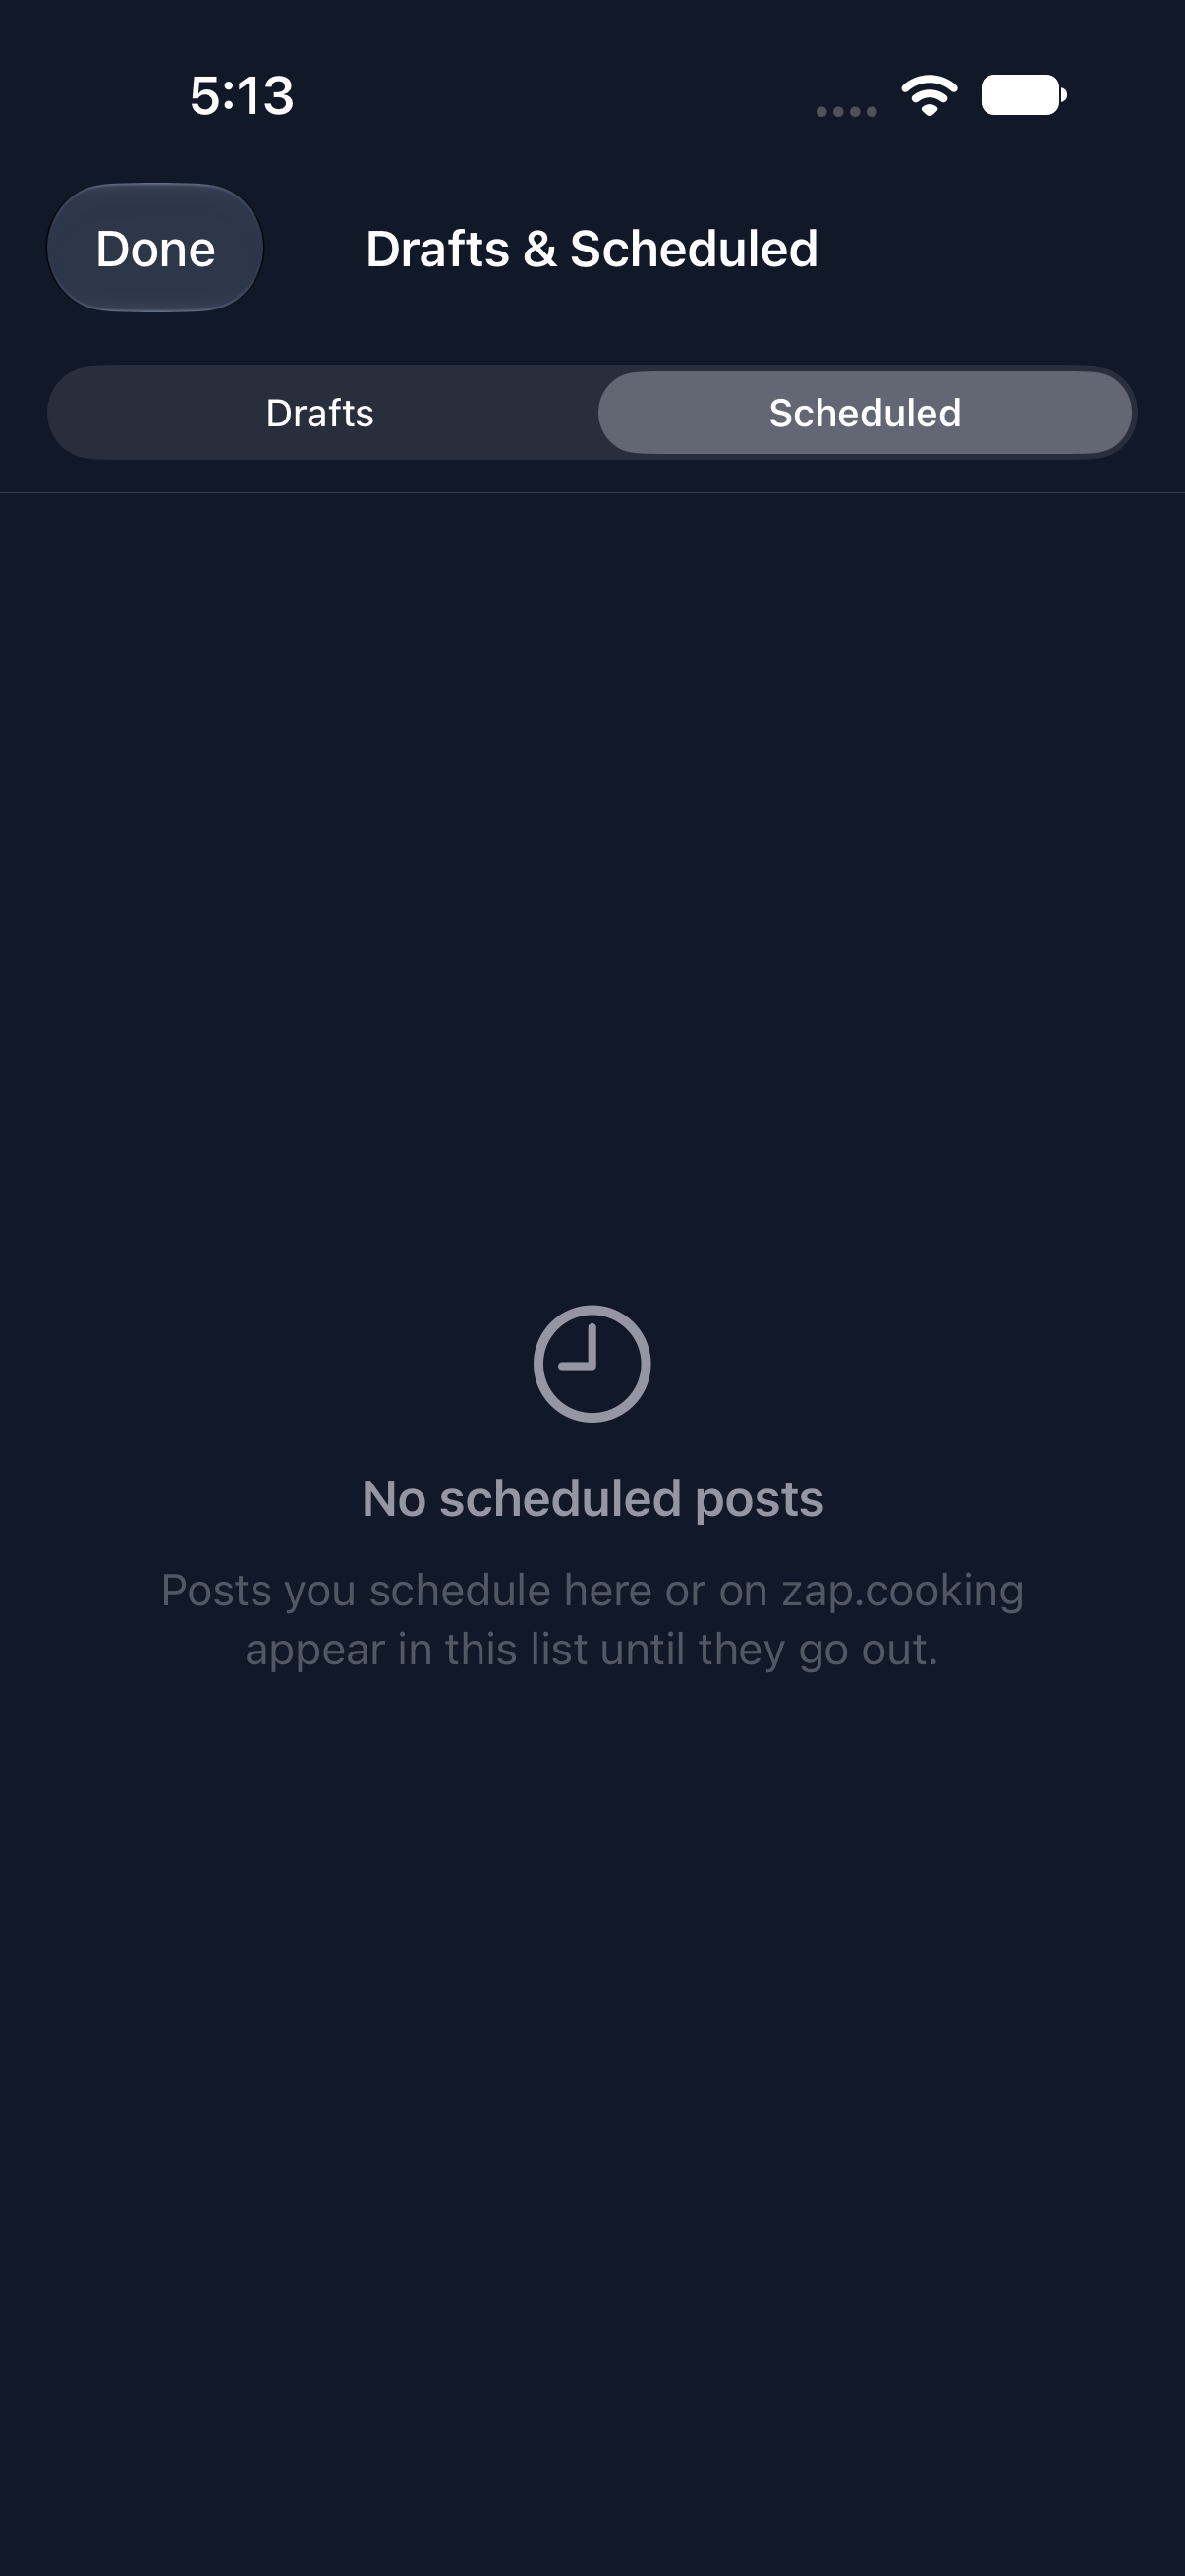 5:13
Done
Drafts & Scheduled
Drafts
Scheduled
No scheduled posts
Posts you schedule here or on zap.cooking
appear in this list until they go out.